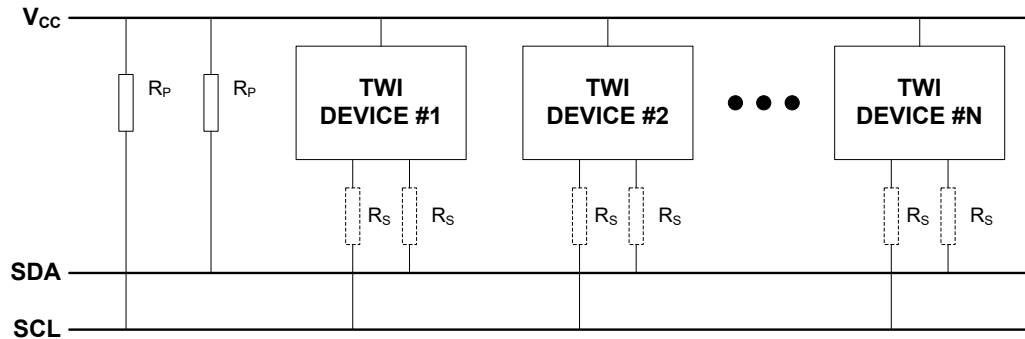 VCC
RP
RP
TWI
DEVICE #1
TWI
DEVICE #2
TWI
DEVICE #N
RS
RS
RS
RS
RS
RS
SDA
SCL